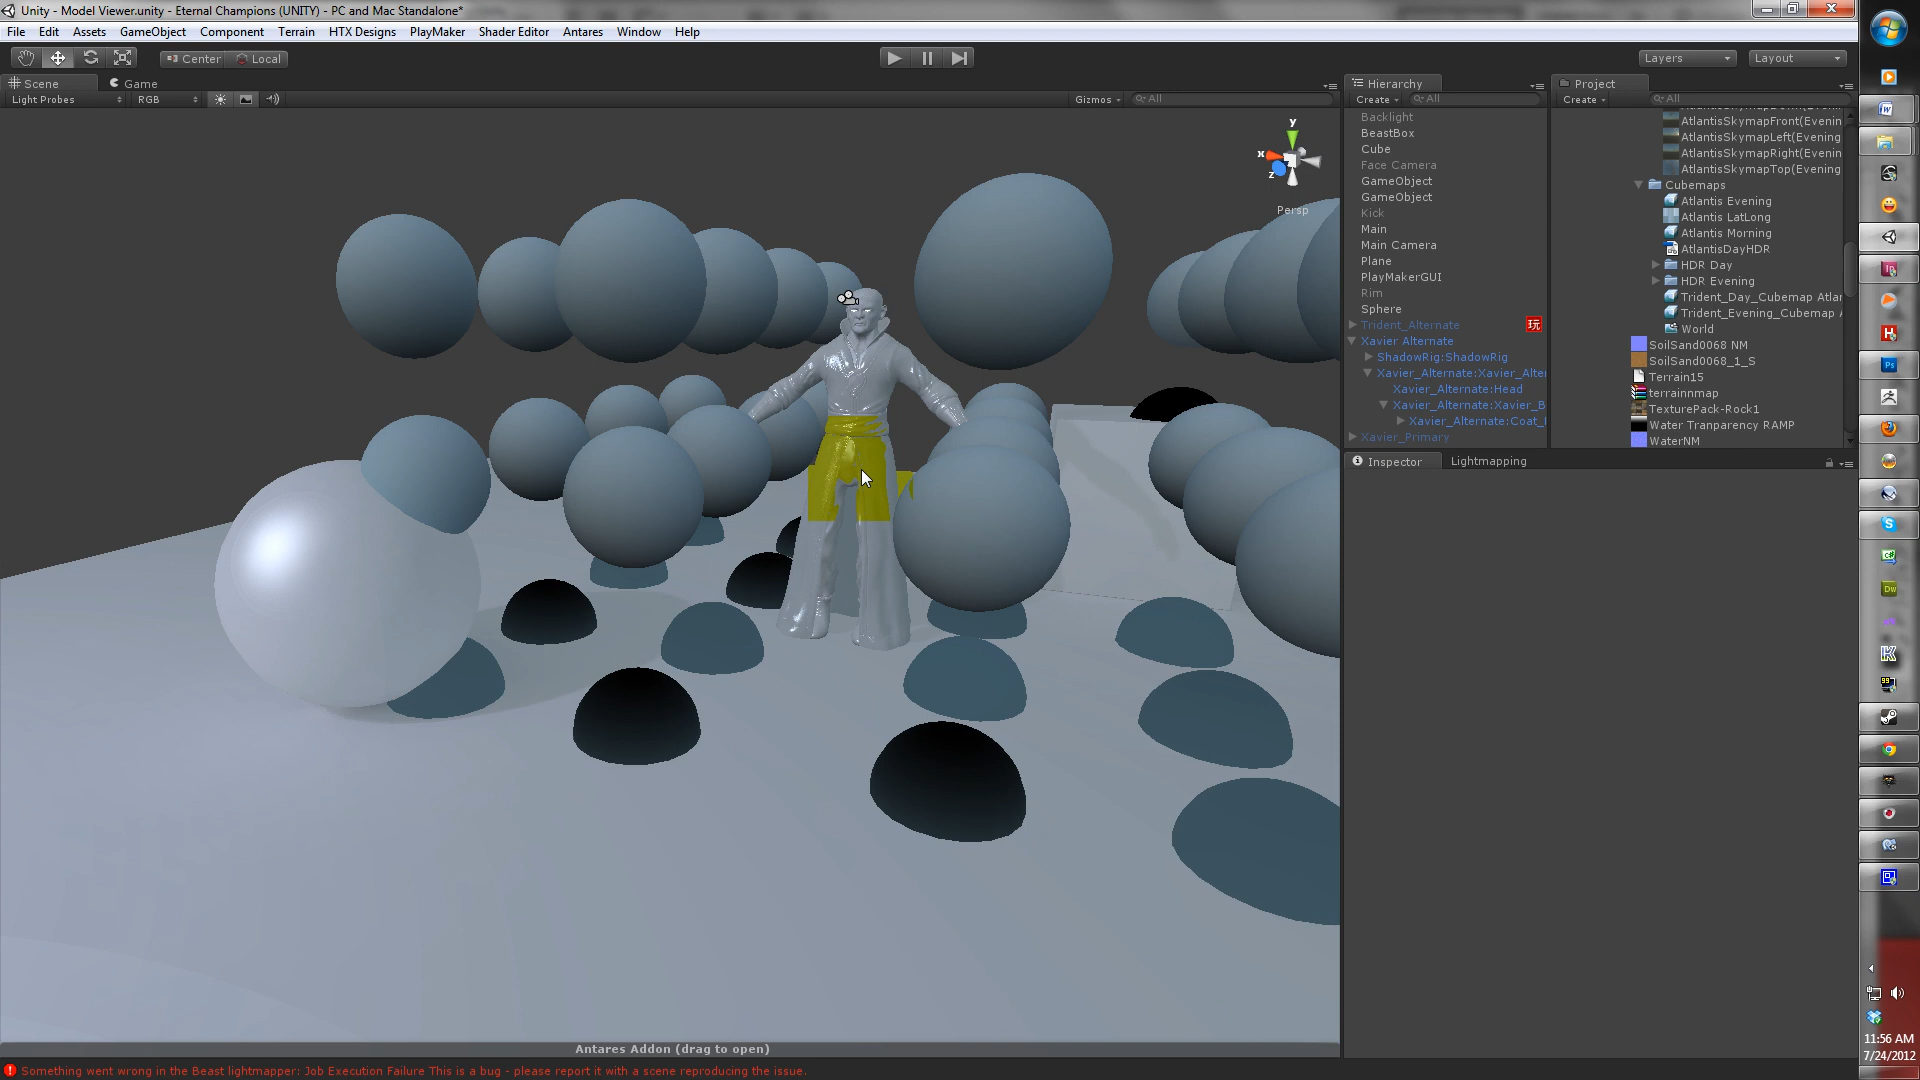 Unity - Model Viewer.unity - Eternal Champions (UNITY) - PC and Mac Standalone*
File Edit Assets GameObject Component Terrain HTX Designs PlayMaker Shader Editor Antares Window Help
Center Local
Layers Layout
Scene Game
Light Probes RGB
Gizmos All
y
x
z
Persp
Antares Addon (drag to open)
Something went wrong in the Beast lightmapper: Job Execution Failure This is a bug - please report it with a scene reproducing the issue.
Hierarchy
Create All
Backlight
BeastBox
Cube
Face Camera
GameObject
GameObject
Kick
Main
Main Camera
Plane
PlayMakerGUI
Rim
Sphere
Trident_Alternate 玩
Xavier Alternate
ShadowRig:ShadowRig
Xavier_Alternate:Xavier_Alter
Xavier_Alternate:Head
Xavier_Alternate:Xavier_B
Xavier_Alternate:Coat_
Xavier_Primary
Project
Create All
AtlantisSkymapFront(Evenin
AtlantisSkymapLeft(Evening
AtlantisSkymapRight(Evenin
AtlantisSkymapTop(Evening
Cubemaps
Atlantis Evening
Atlantis LatLong
Atlantis Morning
AtlantisDayHDR
HDR Day
HDR Evening
Trident_Day_Cubemap Atlan
Trident_Evening_Cubemap
World
SoilSand0068 NM
SoilSand0068_1_S
Terrain15
terrainnmap
TexturePack-Rock1
Water Tranparency RAMP
WaterNM
Inspector Lightmapping
11:56 AM
7/24/2012